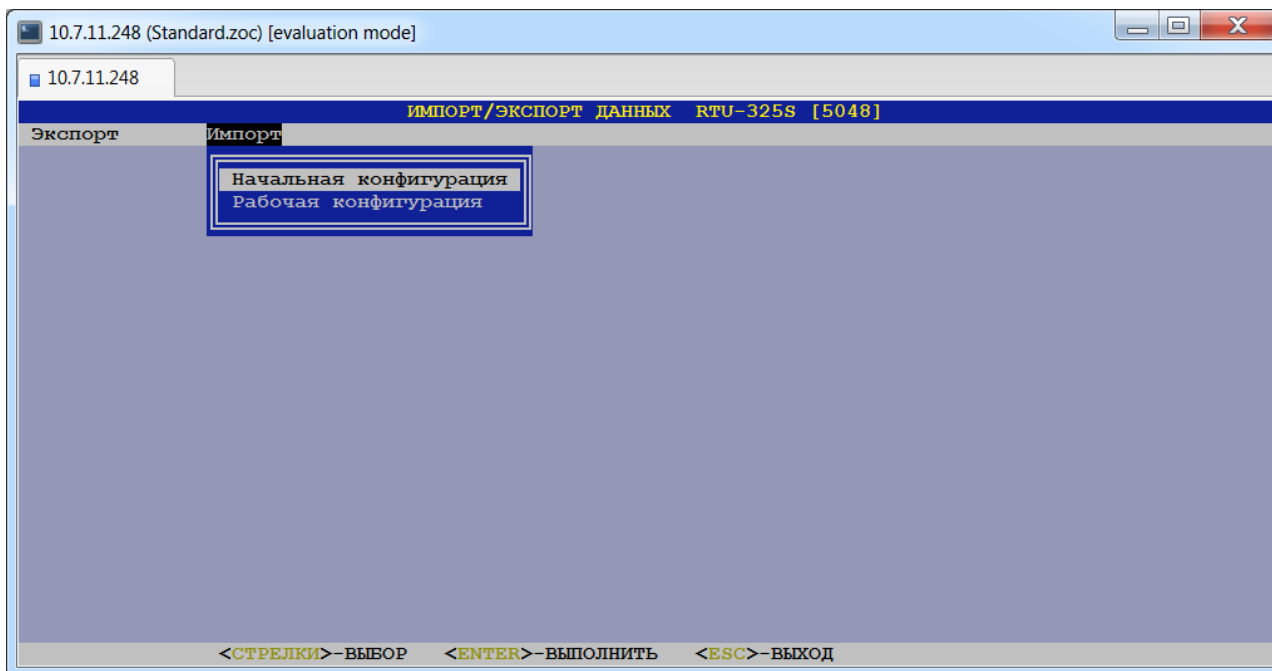 10.7.11.248 (Standard.zoc) [evaluation mode]
10.7.11.248
ИМПОРТ/ЭКСПОРТ ДАННЫХ RTU-325S [5048]
Экспорт Импорт
Начальная конфигурация
Рабочая конфигурация
<СТРЕЛКИ>-ВЫБОР <ENTER>-ВЫПОЛНИТЬ <ESC>-ВЫХОД